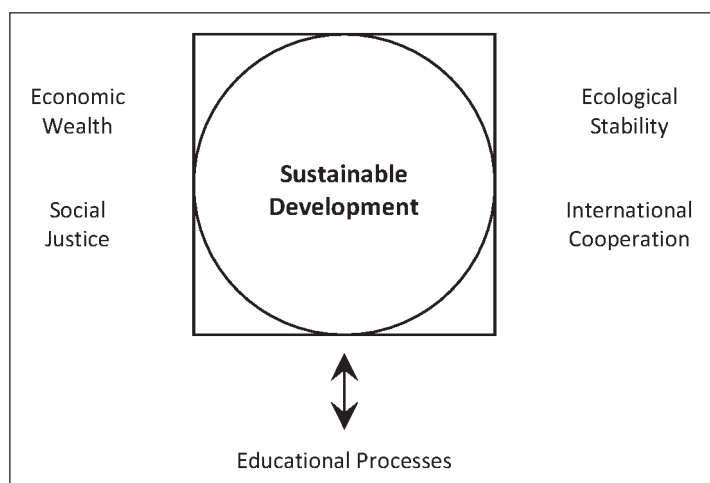 Economic
Wealth
Ecological
Stability
Sustainable
Development
Social
Justice
International
Cooperation
Educational Processes